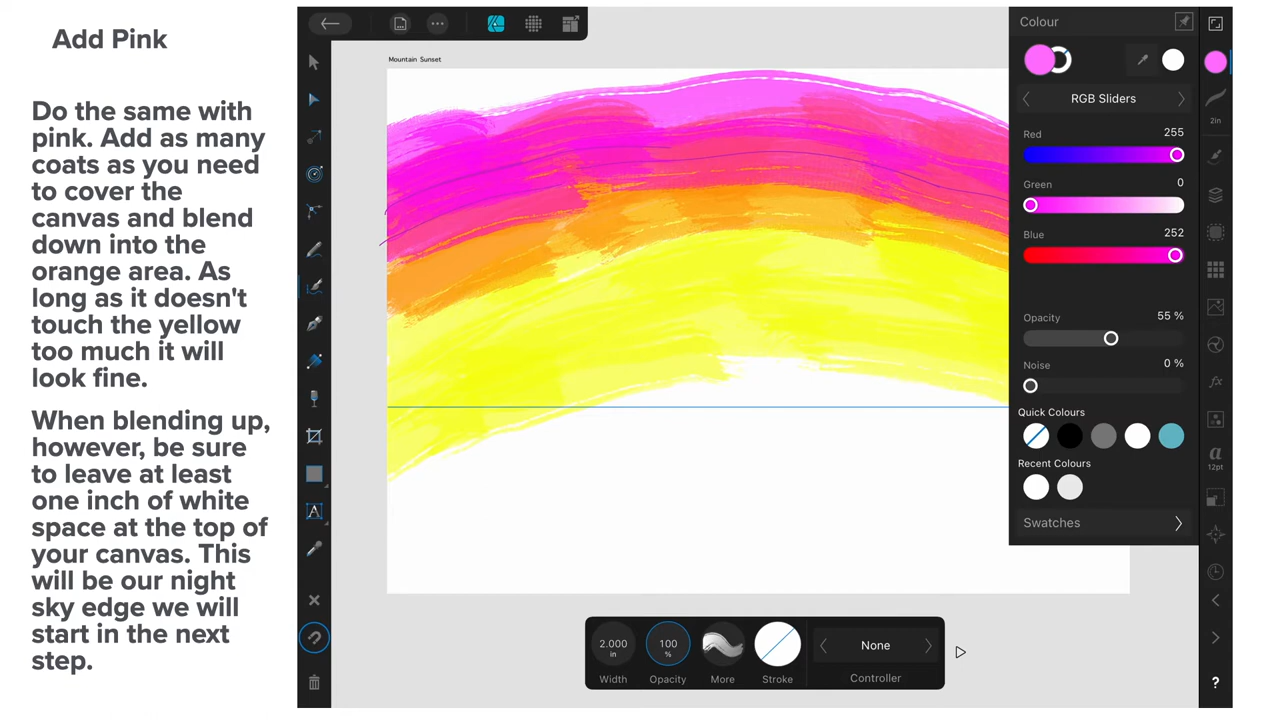 Add Pink
Do the same with
pink. Add as many
coats as you need
to cover the
canvas and blend
down into the
orange area. As
long as it doesn't
touch the yellow
too much it will
look fine.
When blending up,
however, be sure
to leave at least
one inch of white
space at the top of
your canvas. This
will be our night
sky edge we will
start in the next
step.
Mountain Sunset
Colour
RGB Sliders
Red 255
Green 0
Blue 252
Opacity 55 %
Noise 0 %
Quick Colours
Recent Colours
Swatches
2in
a
12pt
?
A
2.000
in
Width
100
%
Opacity
More
Stroke
None
Controller